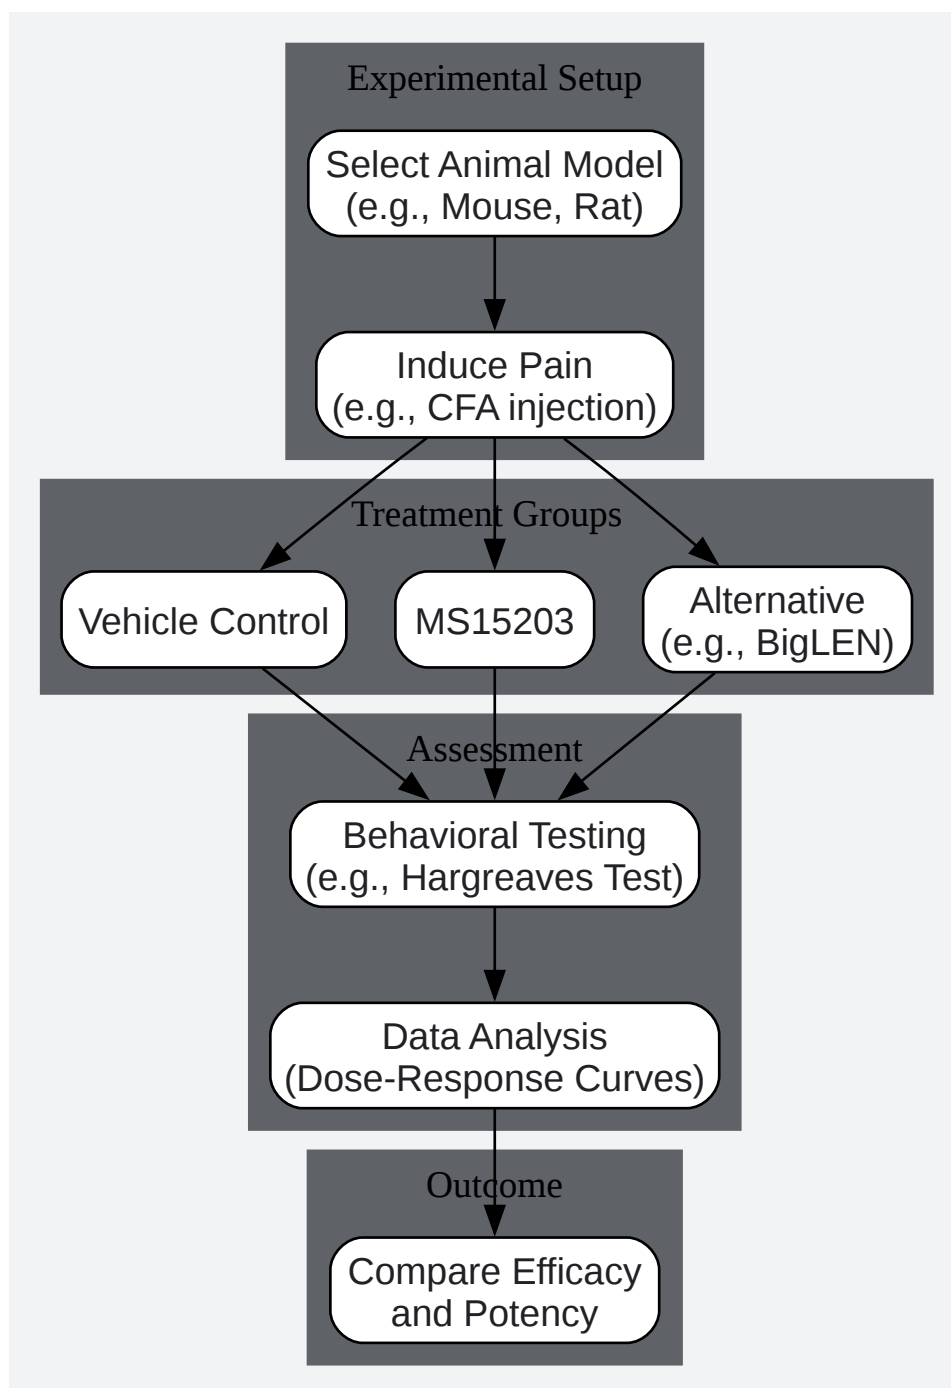 Experimental Setup
Select Animal Model
(e.g., Mouse, Rat)
Induce Pain
(e.g., CFA injection)
Treatment Groups
Vehicle Control
MS15203
Alternative
(e.g., BigLEN)
Assessment
Behavioral Testing
(e.g., Hargreaves Test)
Data Analysis
(Dose-Response Curves)
Outcome
Compare Efficacy
and Potency